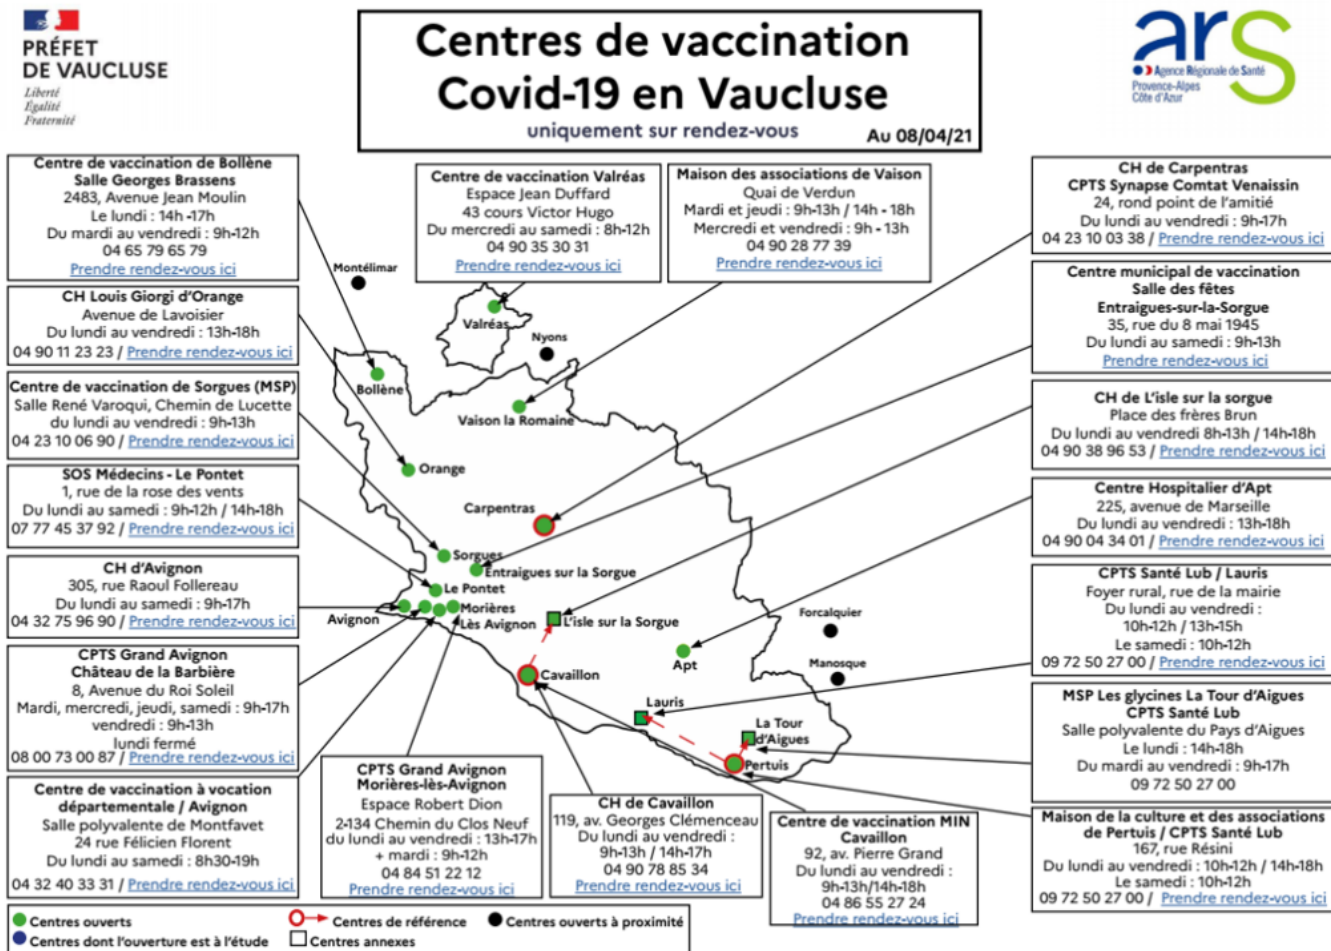 PRÉFET
DE VAUCLUSE
Liberté
Égalité
Fraternité
Centres de vaccination
Covid-19 en Vaucluse
uniquement sur rendez-vous
Au 08/04/21
ars
Agence Régionale de Santé
Provence-Alpes
Côte d'Azur
Centre de vaccination de Bollène
Salle Georges Brassens
2483, Avenue Jean Moulin
Le lundi : 14h -17h
Du mardi au vendredi : 9h-12h
04 65 79 65 79
Prendre rendez-vous ici
CH Louis Giorgi d'Orange
Avenue de Lavoisier
Du lundi au vendredi : 13h-18h
04 90 11 23 23 / Prendre rendez-vous ici
Centre de vaccination de Sorgues (MSP)
Salle René Varoqui, Chemin de Lucette
du lundi au vendredi : 9h-13h
04 23 10 06 90 / Prendre rendez-vous ici
SOS Médecins - Le Pontet
1, rue de la rose des vents
Du lundi au samedi : 9h-12h / 14h-18h
07 77 45 37 92 / Prendre rendez-vous ici
CH d'Avignon
305, rue Raoul Follereau
Du lundi au samedi : 9h-17h
04 32 75 96 90 / Prendre rendez-vous ici
CPTS Grand Avignon
Château de la Barbière
8, Avenue du Roi Soleil
Mardi, mercredi, jeudi, samedi : 9h-17h
vendredi : 9h-13h
lundi fermé
08 00 73 00 87 / Prendre rendez-vous ici
Centre de vaccination à vocation
départementale / Avignon
Salle polyvalente de Montfavet
24 rue Félicien Florent
Du lundi au samedi : 8h30-19h
04 32 40 33 31 / Prendre rendez-vous ici
Centre de vaccination Valréas
Espace Jean Duffard
43 cours Victor Hugo
Du mercredi au samedi : 8h-12h
04 90 35 30 31
Prendre rendez-vous ici
Maison des associations de Vaison
Quai de Verdun
Mardi et jeudi : 9h-13h / 14h - 18h
Mercredi et vendredi : 9h - 13h
04 90 28 77 39
Prendre rendez-vous ici
Montélimar
Valréas
Nyons
Bollène
Vaison la Romaine
Orange
Carpentras
Sorgues
Entraigues sur la Sorgue
Le Pontet
Avignon
Morières
Lès Avignon
L'isle sur la Sorgue
Forcalquier
Apt
Manosque
Cavaillon
Lauris
La Tour
d'Aigues
Pertuis
CPTS Grand Avignon
Morières-lès-Avignon
Espace Robert Dion
2-134 Chemin du Clos Neuf
du lundi au vendredi : 13h-17h
+ mardi : 9h-12h
04 84 51 22 12
Prendre rendez-vous ici
CH de Cavaillon
119, av. Georges Clémenceau
Du lundi au vendredi :
9h-13h / 14h-17h
04 90 78 85 34
Prendre rendez-vous ici
Centre de vaccination MIN
Cavaillon
92, av. Pierre Grand
Du lundi au vendredi :
9h-13h/14h-18h
04 86 55 27 24
Prendre rendez-vous ici
CH de Carpentras
CPTS Synapse Comtat Venaissin
24, rond point de l'amitié
Du lundi au vendredi : 9h-17h
04 23 10 03 38 / Prendre rendez-vous ici
Centre municipal de vaccination
Salle des fêtes
Entraigues-sur-la-Sorgue
35, rue du 8 mai 1945
Du lundi au samedi : 9h-13h
Prendre rendez-vous ici
CH de L'isle sur la sorgue
Place des frères Brun
Du lundi au vendredi 8h-13h / 14h-18h
04 90 38 96 53 / Prendre rendez-vous ici
Centre Hospitalier d'Apt
225, avenue de Marseille
Du lundi au vendredi : 13h-18h
04 90 04 34 01 / Prendre rendez-vous ici
CPTS Santé Lub / Lauris
Foyer rural, rue de la mairie
Du lundi au vendredi :
10h-12h / 13h-15h
Le samedi : 10h-12h
09 72 50 27 00 / Prendre rendez-vous ici
MSP Les glycines La Tour d'Aigues
CPTS Santé Lub
Salle polyvalente du Pays d'Aigues
Le lundi : 14h-18h
Du mardi au vendredi : 9h-17h
09 72 50 27 00
Maison de la culture et des associations
de Pertuis / CPTS Santé Lub
167, rue Résini
Du lundi au vendredi : 10h-12h / 14h-18h
Le samedi : 10h-12h
09 72 50 27 00 / Prendre rendez-vous ici
Centres ouverts
Centres de référence
Centres ouverts à proximité
Centres dont l'ouverture est à l'étude
Centres annexes